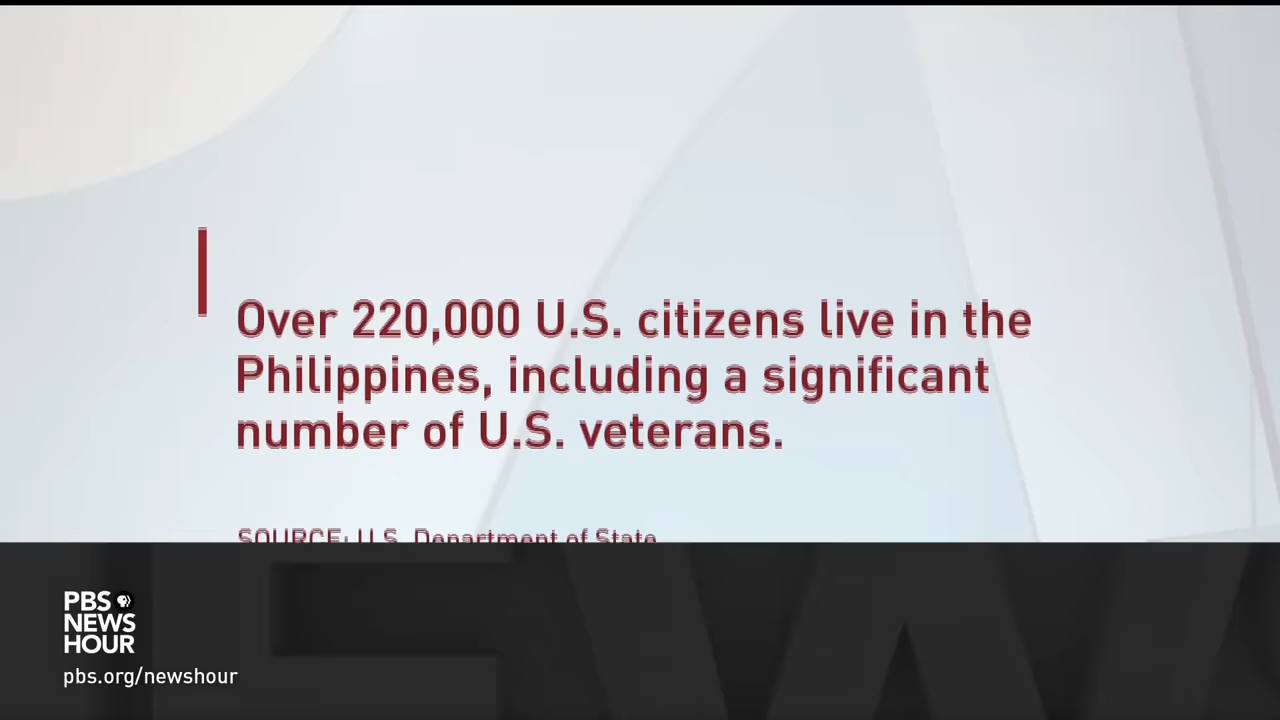 Over 220,000 U.S. citizens live in the
Philippines, including a significant
number of U.S. veterans.
SOURCE: U.S. Department of State
PBS
NEWS
HOUR
pbs.org/newshour